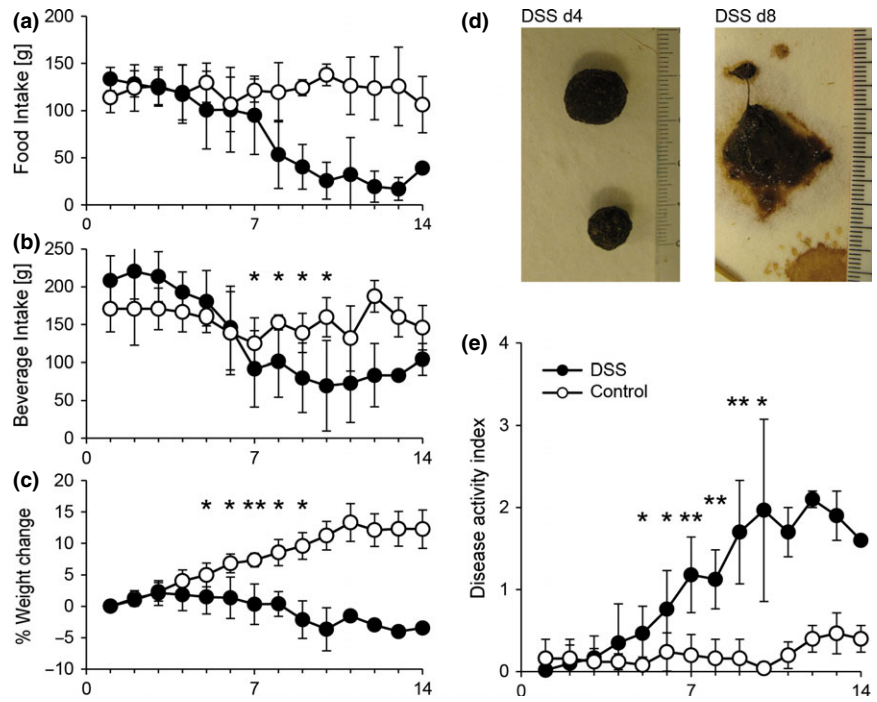 (a)
Food Intake [g]
200
150
100
50
0
0 7 14
(b)
Beverage Intake [g]
250
200
150
100
50
0
* * * *
0 7 14
(c)
% Weight change
20
15
10
5
0
−5
−10
* * ** * *
0 7 14
(d)
DSS d4
DSS d8
(e)
Disease activity index
4
3
2
1
0
DSS
Control
* * ** ** ** *
0 7 14